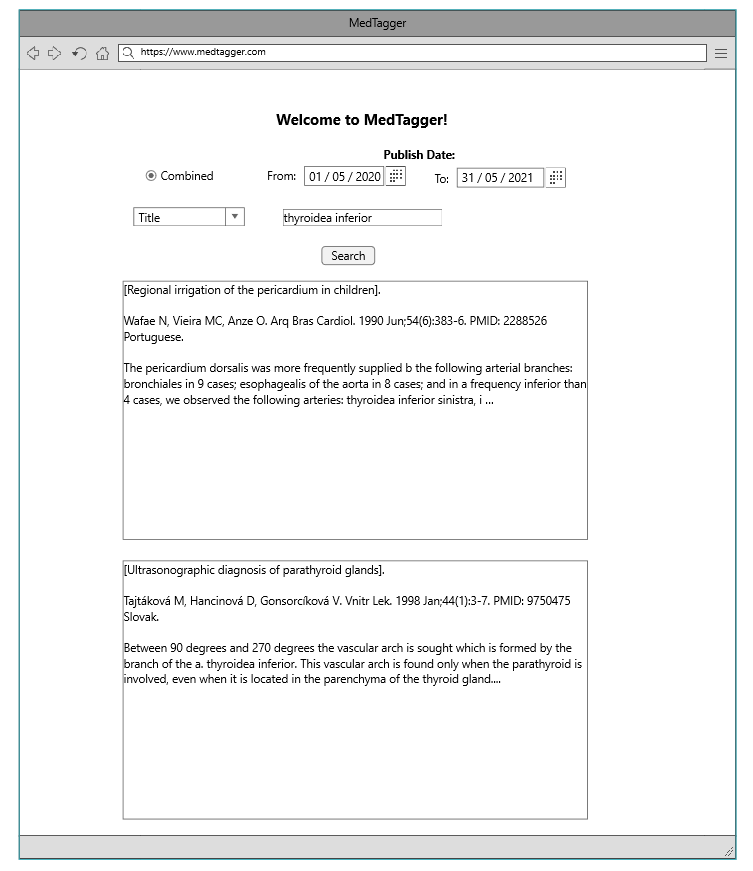 MedTagger
https://www.medtagger.com
Welcome to MedTagger!
Publish Date:
Combined From: 01 / 05 / 2020 To: 31 / 05 / 2021
Title thyroidea inferior
Search
[Regional irrigation of the pericardium in children].
Wafae N, Vieira MC, Anze O. Arq Bras Cardiol. 1990 Jun;54(6):383-6. PMID: 2288526
Portuguese.
The pericardium dorsalis was more frequently supplied b the following arterial branches:
bronchiales in 9 cases; esophagealis of the aorta in 8 cases; and in a frequency inferior than
4 cases, we observed the following arteries: thyroidea inferior sinistra, i ...
[Ultrasonographic diagnosis of parathyroid glands].
Tajtáková M, Hancinová D, Gonsorcíková V. Vnitr Lek. 1998 Jan;44(1):3-7. PMID: 9750475
Slovak.
Between 90 degrees and 270 degrees the vascular arch is sought which is formed by the
branch of the a. thyroidea inferior. This vascular arch is found only when the parathyroid is
involved, even when it is located in the parenchyma of the thyroid gland....